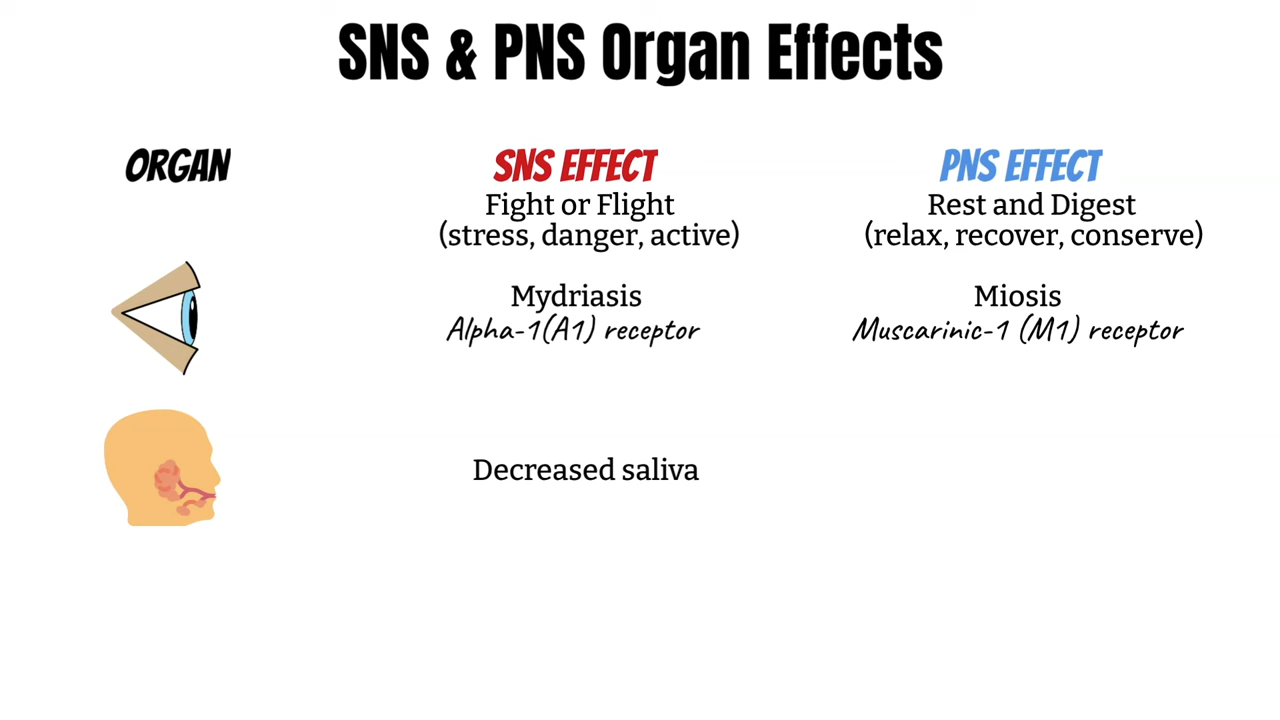 SNS & PNS Organ Effects
ORGAN
SNS EFFECT
PNS EFFECT
Fight or Flight
(stress, danger, active)
Rest and Digest
(relax, recover, conserve)
Mydriasis
Alpha-1(A1) receptor
Miosis
Muscarinic-1 (M1) receptor
Decreased saliva